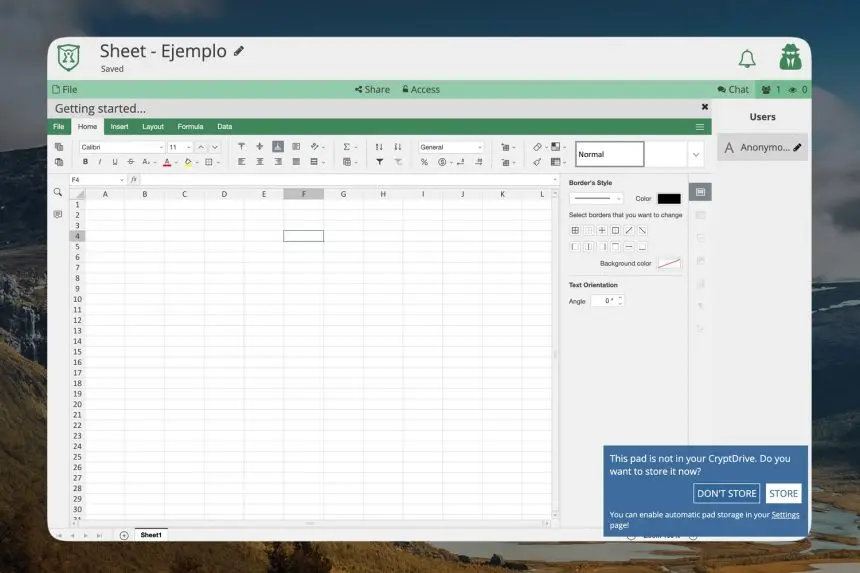 Sheet - Ejemplo
Saved
File Share Access Chat 1 0
Getting started...
Users
File Home Insert Layout Formula Data
A Anonymo...
Calibri 11 General Normal
B I U S
F4 fx
A B C D E F G H I J K L
1
2
3
4
5
6
7
8
9
10
11
12
13
14
15
16
17
18
19
20
21
22
23
24
25
26
27
28
29
30
Border's Style
Color
Select borders that you want to change
Background color
Text Orientation
Angle 0 °
This pad is not in your CryptDrive. Do you
want to store it now?
DON'T STORE STORE
You can enable automatic pad storage in your Settings
page!
Sheet1